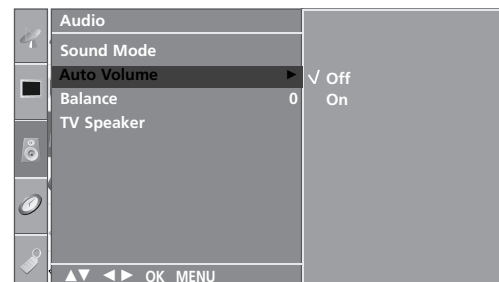 Audio
Sound Mode
Auto Volume ► √ Off
Balance 0 On
TV Speaker
▲▼ ◄► OK MENU